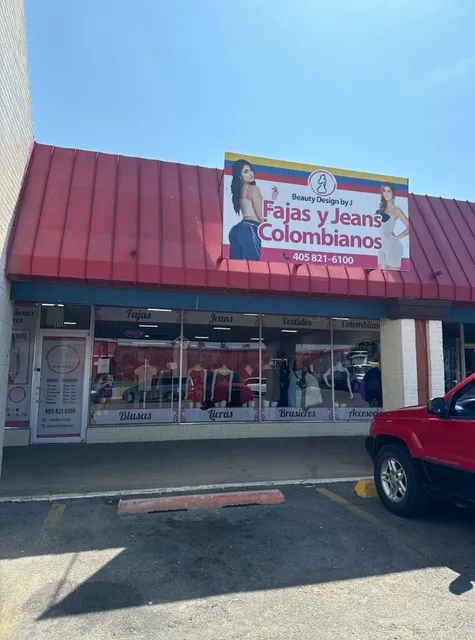 Beauty Design by J
Fajas y Jeans
Colombianos
405 821-6100
Fajas
Jeans
Vestidos
Colombian
Blusas
Licras
Brasieres
Accesor
405 821-6100